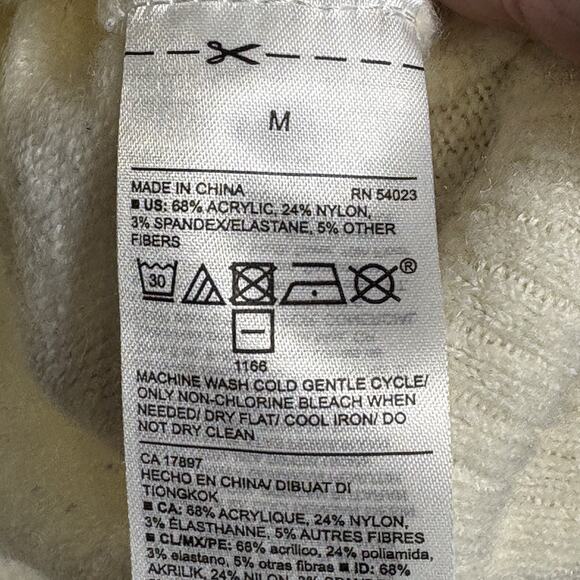 M
MADE IN CHINA RN 54023
■ US: 68% ACRYLIC, 24% NYLON,
3% SPANDEX/ELASTANE, 5% OTHER
FIBERS
30
®
1166
MACHINE WASH COLD GENTLE CYCLE/
ONLY NON-CHLORINE BLEACH WHEN
NEEDED/ DRY FLAT/ COOL IRON/ DO
NOT DRY CLEAN
CA 17897
HECHO EN CHINA/ DIBUAT DI
TIONGKOK
■ CA: 68% ACRYLIQUE, 24% NYLON,
3% ÉLASTHANNE, 5% AUTRES FIBRES
■ CL/MX/PE: 68% acrílico, 24% poliamida,
3% elastano, 5% otras fibras ■ ID: 68%
AKRILIK, 24% NILON, 3%